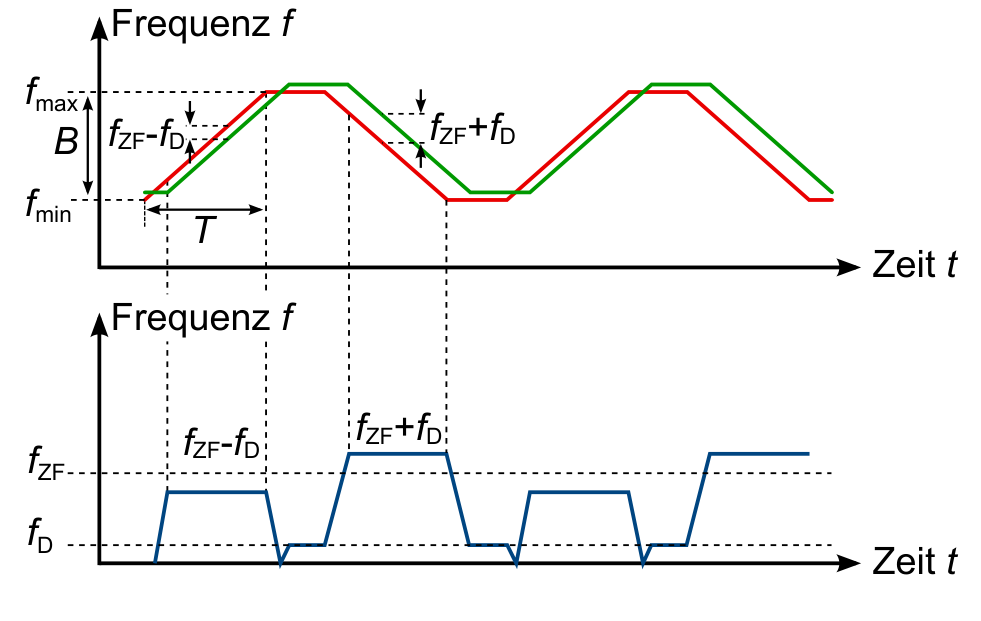 Frequenz f
fmax
B
fZF-fD
fZF+fD
fmin
T
Zeit t
Frequenz f
fZF-fD
fZF+fD
fZF
fD
Zeit t